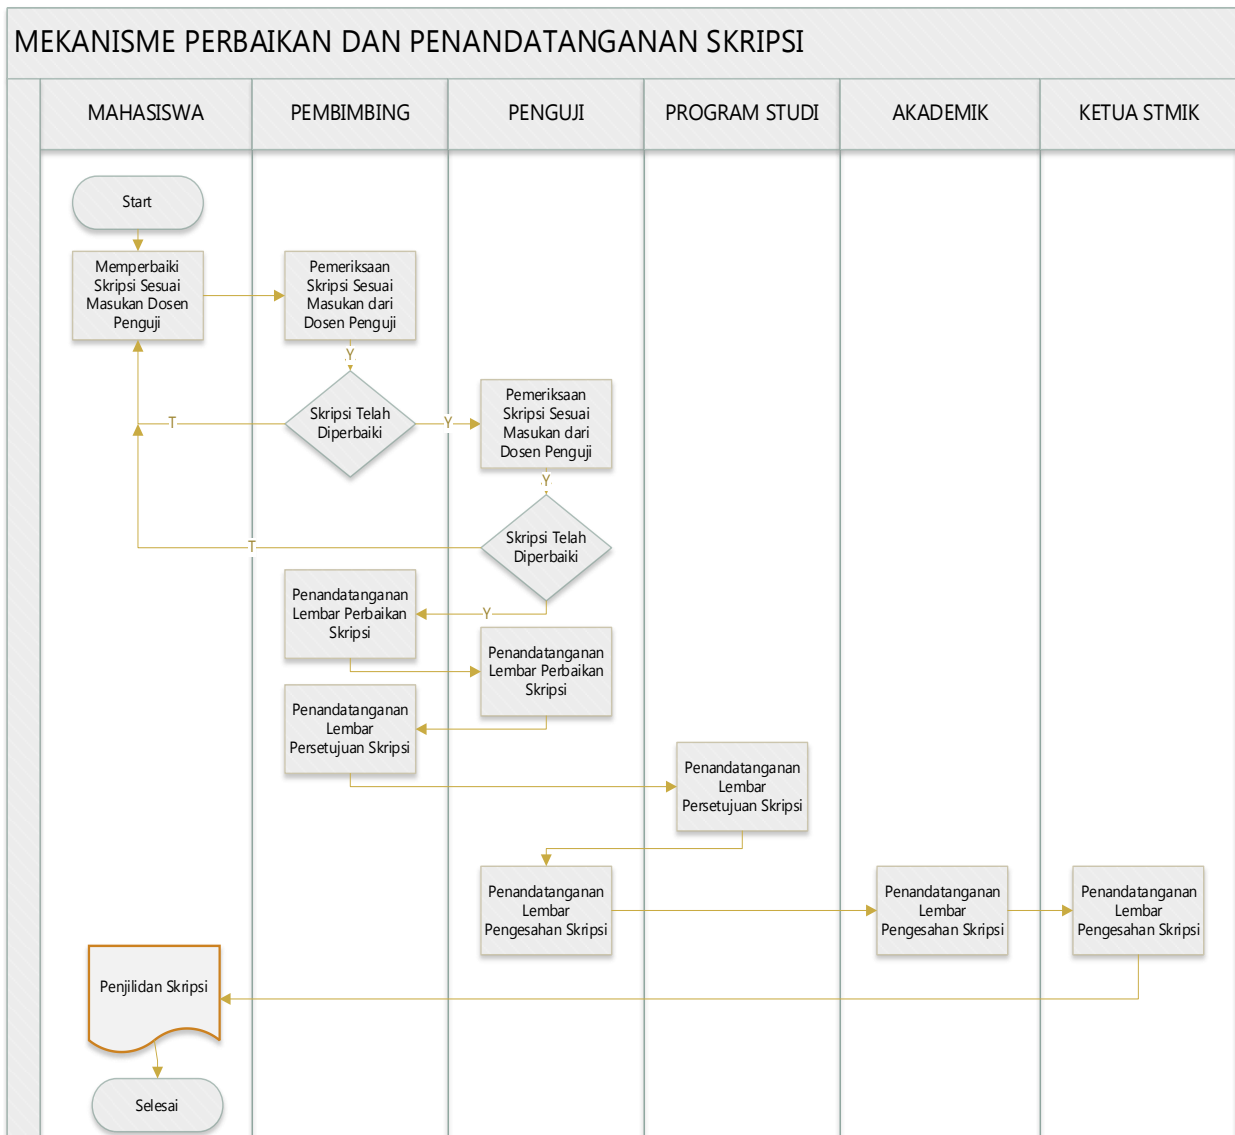 MEKANISME PERBAIKAN DAN PENANDATANGANAN SKRIPSI
MAHASISWA
PEMBIMBING
PENGUJI
PROGRAM STUDI
AKADEMIK
KETUA STMIK
Start
Memperbaiki
Skripsi Sesuai
Masukan Dosen
Penguji
Pemeriksaan
Skripsi Sesuai
Masukan dari
Dosen Penguji
Y
Skripsi Telah
Diperbaiki
T
Y
Pemeriksaan
Skripsi Sesuai
Masukan dari
Dosen Penguji
Y
Skripsi Telah
Diperbaiki
T
Y
Penandatanganan
Lembar Perbaikan
Skripsi
Penandatanganan
Lembar Perbaikan
Skripsi
Penandatanganan
Lembar
Persetujuan Skripsi
Penandatanganan
Lembar
Persetujuan Skripsi
Penandatanganan
Lembar
Pengesahan Skripsi
Penandatanganan
Lembar
Pengesahan Skripsi
Penandatanganan
Lembar
Pengesahan Skripsi
Penjilidan Skripsi
Selesai